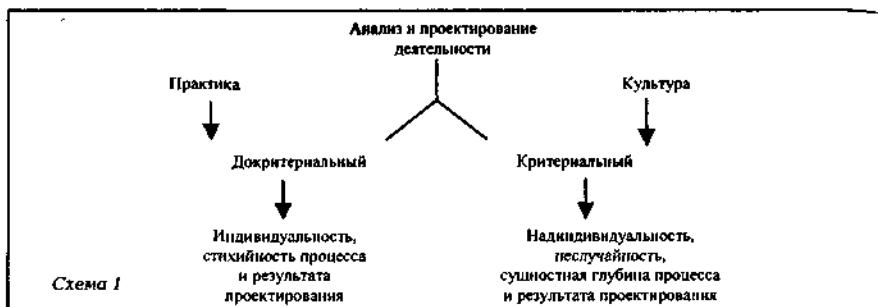 Анализ и проектирование
деятельности
Практика
Культура
Докритериальный
Критериальный
Индивидуальность,
стихийность процесса
и результата
проектирования
Надиндивидуальность,
неслучайность,
сущностная глубина процесса
и результата проектирования
Схема 1